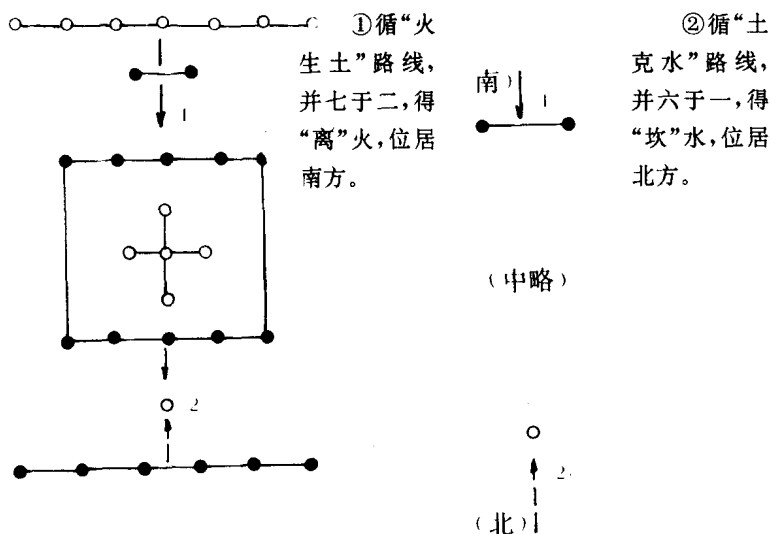 ①循“火
生土”路线,
并七于二,得
“离”火,位居
南方。
1
2
南)
1
(中略)
2
(北)
②循“土
克水”路线,
并六于一,得
“坎”水,位居
北方。